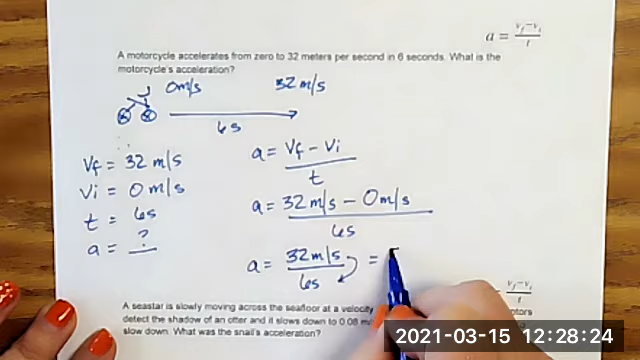 a = vf−vi / t
A motorcycle accelerates from zero to 32 meters per second in 6 seconds. What is the
motorcycle's acceleration?
0m/s 32 m/s
6s
Vf = 32 m/s
Vi = 0 m/s
t = 6s
a = ?
a = Vf − Vi / t
a = 32 m/s − 0 m/s / 6s
a = 32 m/s / 6s =
vf−vi / t
A seastar is slowly moving across the seafloor at a velocity
detect the shadow of an otter and it slows down to 0.08 m/
slow down. What was the snail's acceleration?
2021-03-15 12:28:24